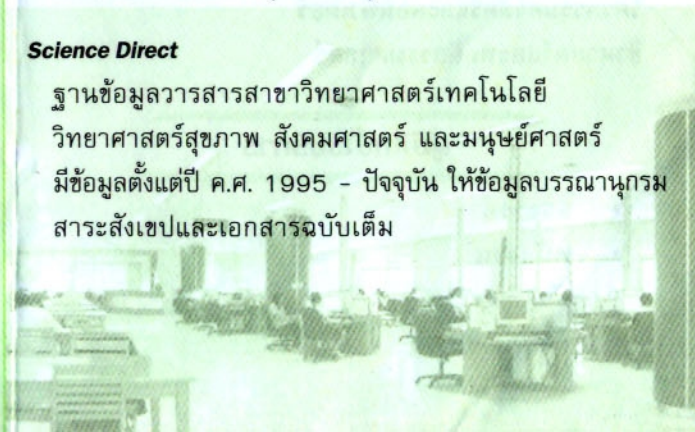 Science Direct
ฐานข้อมูลวารสารสาขาวิทยาศาสตร์เทคโนโลยี
วิทยาศาสตร์สุขภาพ สังคมศาสตร์ และมนุษย์ศาสตร์
มีข้อมูลตั้งแต่ปี ค.ศ. 1995 - ปัจจุบัน ให้ข้อมูลบรรณานุกรม
สาระสังเขปและเอกสารฉบับเต็ม